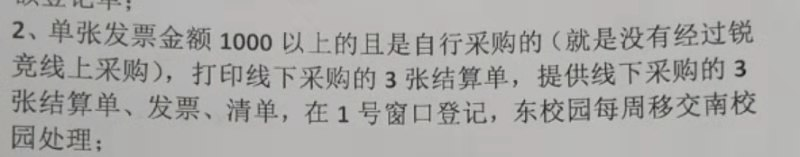 2、单张发票金额 1000 以上的且是自行采购的（就是没有经过锐
竞线上采购），打印线下采购的 3 张结算单，提供线下采购的 3
张结算单、发票、清单，在 1 号窗口登记，东校园每周移交南校
园处理；